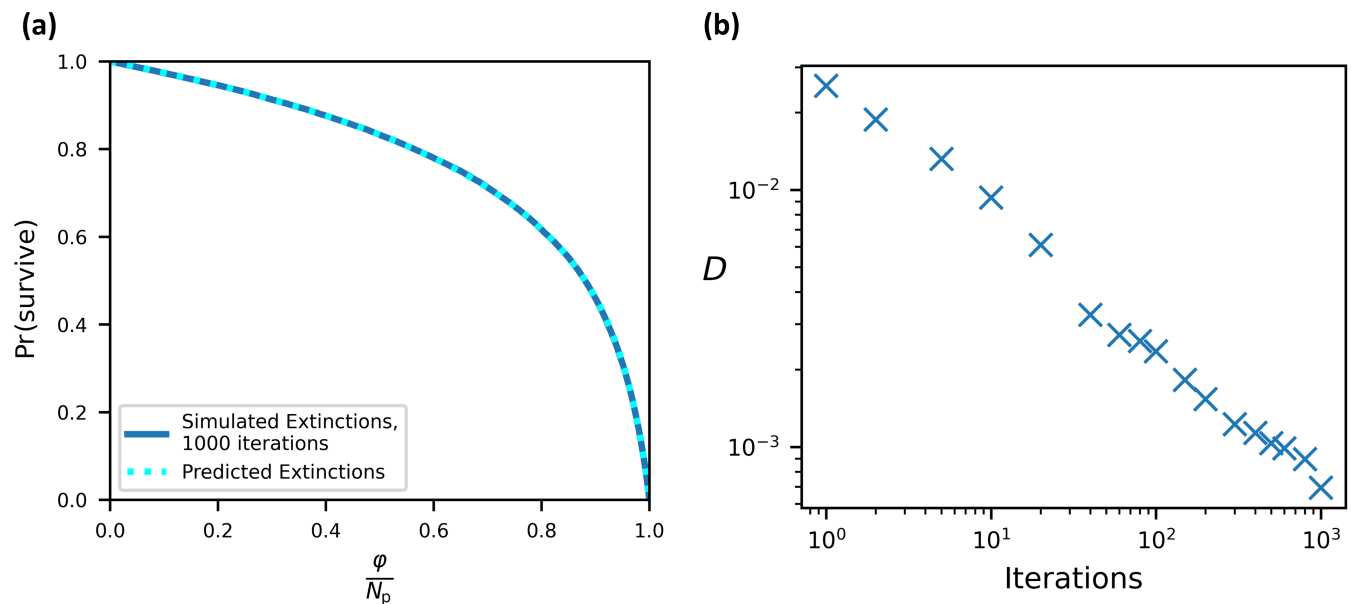 (a)
1.0
0.8
0.6
0.4
0.2
0.0
Pr(survive)
Simulated Extinctions,
1000 iterations
Predicted Extinctions
0.0 0.2 0.4 0.6 0.8 1.0
φ
Nₚ
(b)
10⁻²
10⁻³
D
10⁰ 10¹ 10² 10³
Iterations